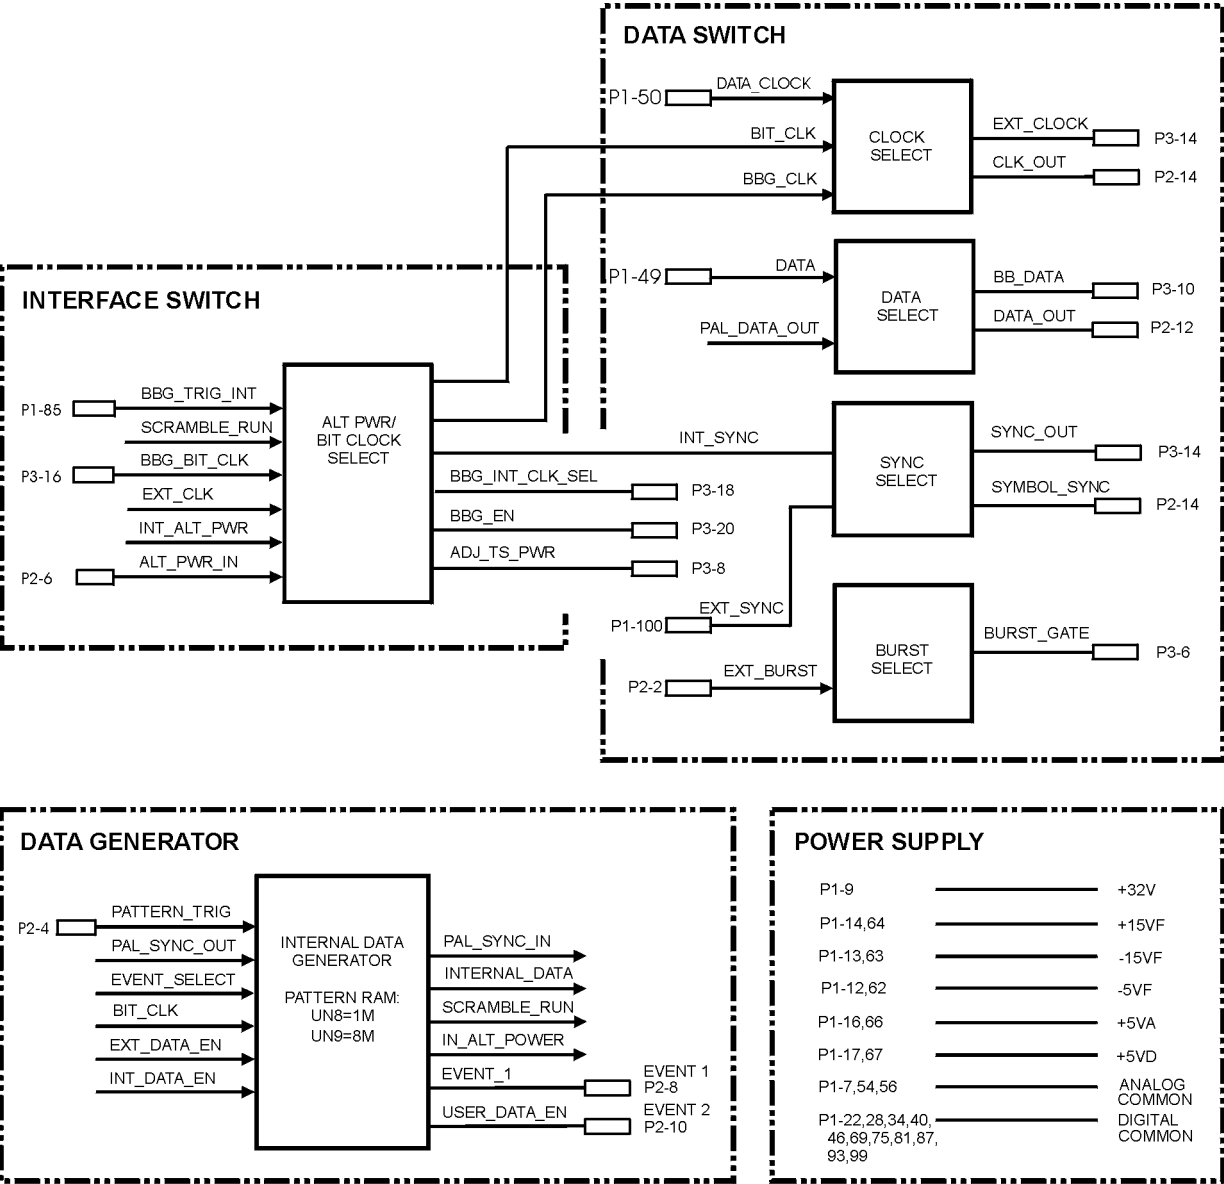 DATA SWITCH
P1-50
DATA_CLOCK
BIT_CLK
BBG_CLK
CLOCK
SELECT
EXT_CLOCK
P3-14
CLK_OUT
P2-14
P1-49
DATA
PAL_DATA_OUT
DATA
SELECT
BB_DATA
P3-10
DATA_OUT
P2-12
INT_SYNC
SYNC
SELECT
SYNC_OUT
P3-14
SYMBOL_SYNC
P2-14
P1-100
EXT_SYNC
P2-2
EXT_BURST
BURST
SELECT
BURST_GATE
P3-6
INTERFACE SWITCH
P1-85
BBG_TRIG_INT
SCRAMBLE_RUN
P3-16
BBG_BIT_CLK
EXT_CLK
INT_ALT_PWR
P2-6
ALT_PWR_IN
ALT PWR/
BIT CLOCK
SELECT
BBG_INT_CLK_SEL
P3-18
BBG_EN
P3-20
ADJ_TS_PWR
P3-8
DATA GENERATOR
P2-4
PATTERN_TRIG
PAL_SYNC_OUT
EVENT_SELECT
BIT_CLK
EXT_DATA_EN
INT_DATA_EN
INTERNAL DATA
GENERATOR
PATTERN RAM:
UN8=1M
UN9=8M
PAL_SYNC_IN
INTERNAL_DATA
SCRAMBLE_RUN
IN_ALT_POWER
EVENT_1
EVENT 1
P2-8
USER_DATA_EN
EVENT 2
P2-10
POWER SUPPLY
P1-9
+32V
P1-14,64
+15VF
P1-13,63
-15VF
P1-12,62
-5VF
P1-16,66
+5VA
P1-17,67
+5VD
P1-7,54,56
ANALOG
COMMON
P1-22,28,34,40,
46,69,75,81,87,
93,99
DIGITAL
COMMON